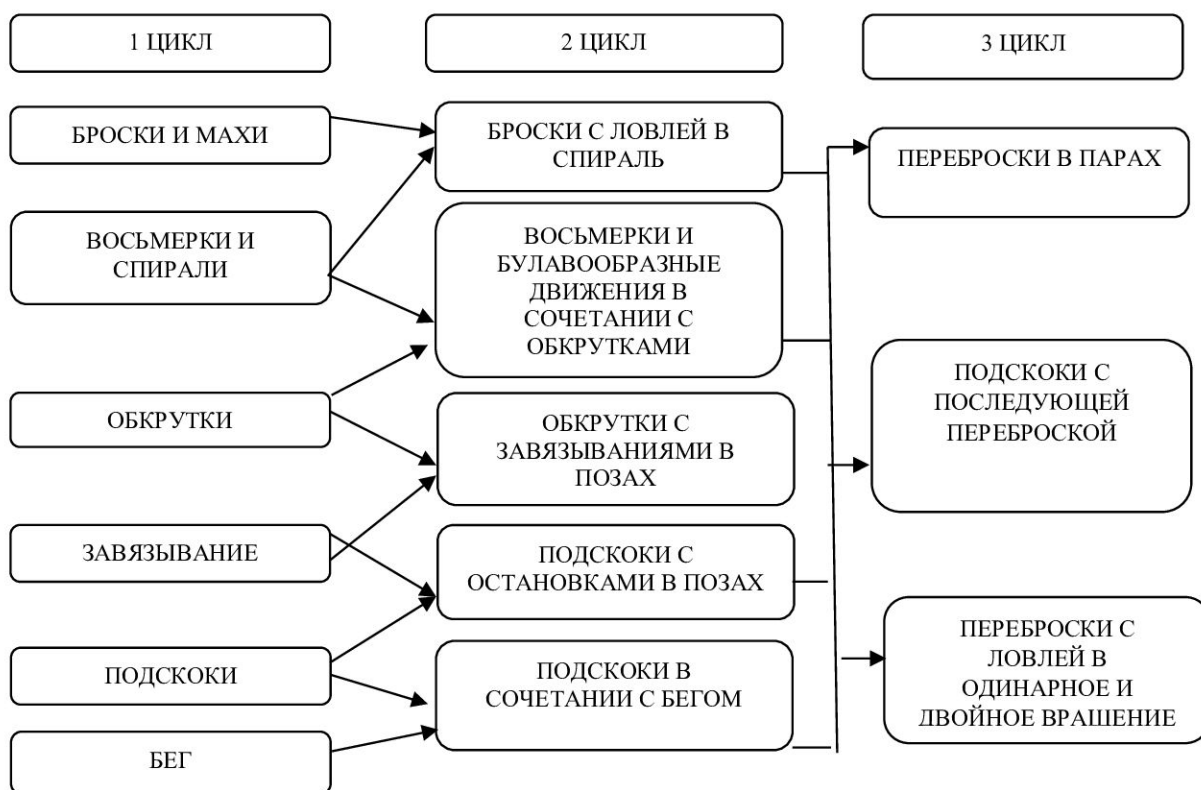 1 ЦИКЛ
2 ЦИКЛ
3 ЦИКЛ
БРОСКИ И МАХИ
ВОСЬМЕРКИ И
СПИРАЛИ
ОБКРУТКИ
ЗАВЯЗЫВАНИЕ
ПОДСКОКИ
БЕГ
БРОСКИ С ЛОВЛЕЙ В
СПИРАЛЬ
ВОСЬМЕРКИ И
БУЛАВООБРАЗНЫЕ
ДВИЖЕНИЯ В
СОЧЕТАНИИ С
ОБКРУТКАМИ
ОБКРУТКИ С
ЗАВЯЗЫВАНИЯМИ В
ПОЗАХ
ПОДСКОКИ С
ОСТАНОВКАМИ В ПОЗАХ
ПОДСКОКИ В
СОЧЕТАНИИ С БЕГОМ
ПЕРЕБРОСКИ В ПАРАХ
ПОДСКОКИ С
ПОСЛЕДУЮЩЕЙ
ПЕРЕБРОСКОЙ
ПЕРЕБРОСКИ С
ЛОВЛЕЙ В
ОДИНАРНОЕ И
ДВОЙНОЕ ВРАШЕНИЕ